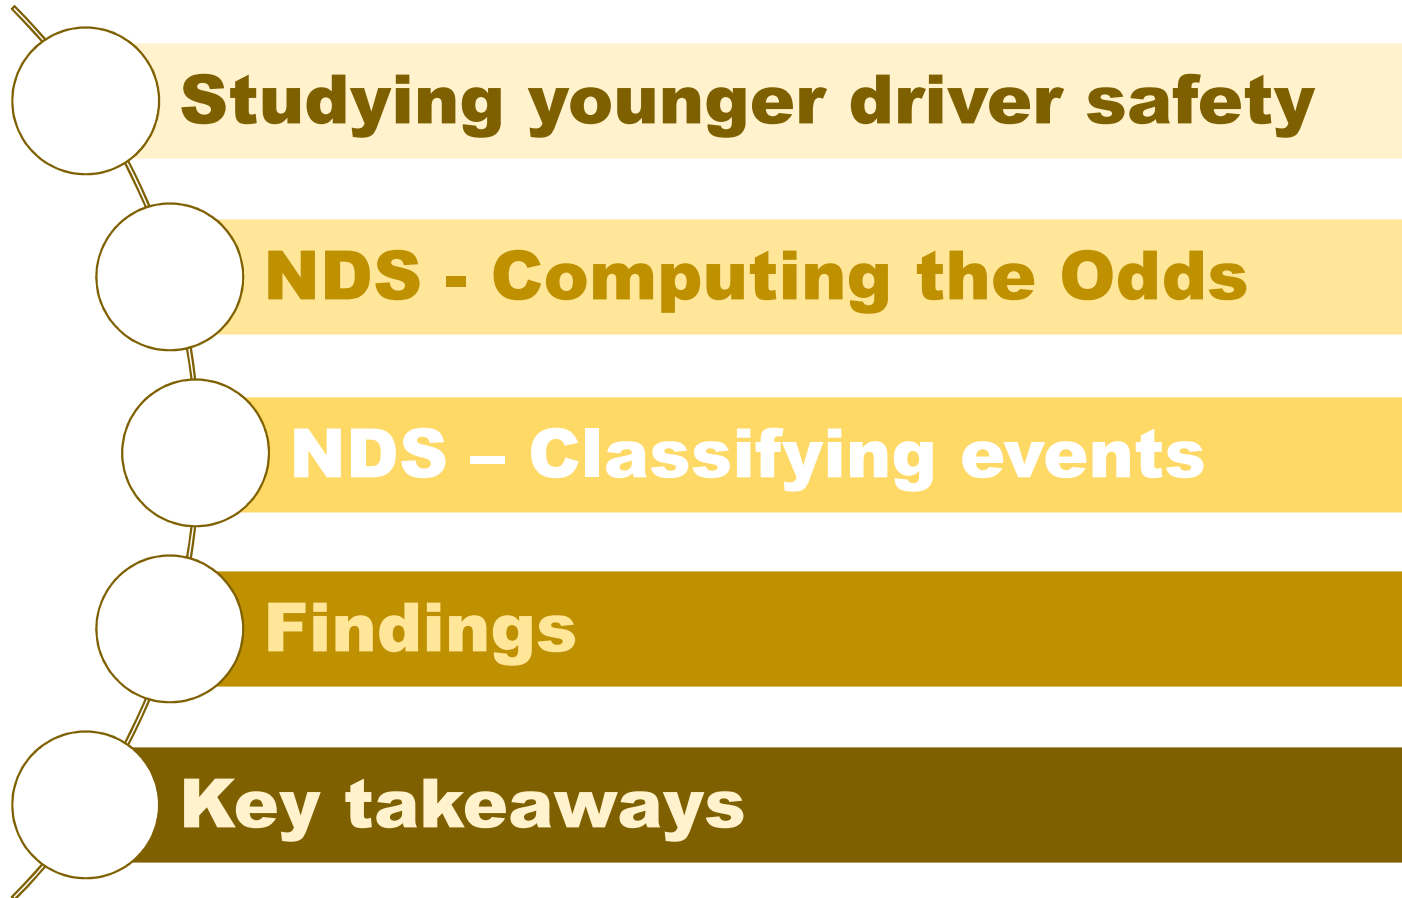 Studying younger driver safety
NDS - Computing the Odds
NDS – Classifying events
Findings
Key takeaways